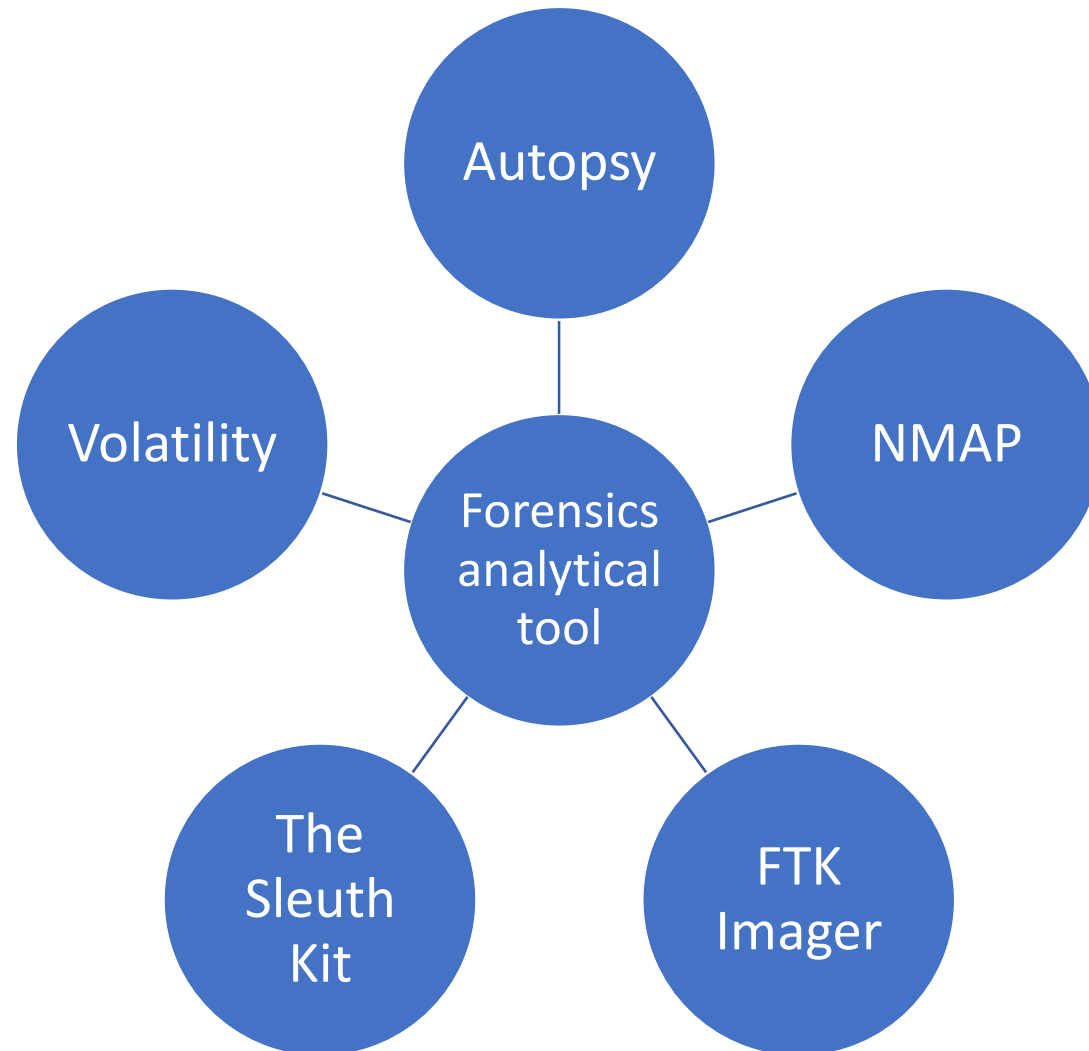 Autopsy
Volatility
NMAP
Forensics
analytical
tool
The
Sleuth
Kit
FTK
Imager